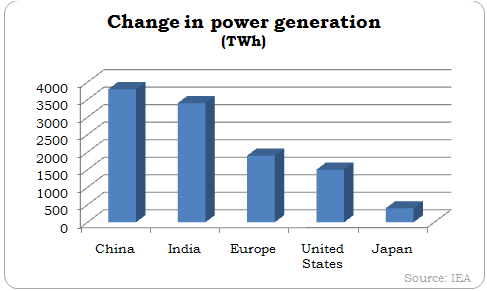 Change in power generation
(TWh)
4000
3500
3000
2500
2000
1500
1000
500
0
China India Europe United States Japan
Source: IEA